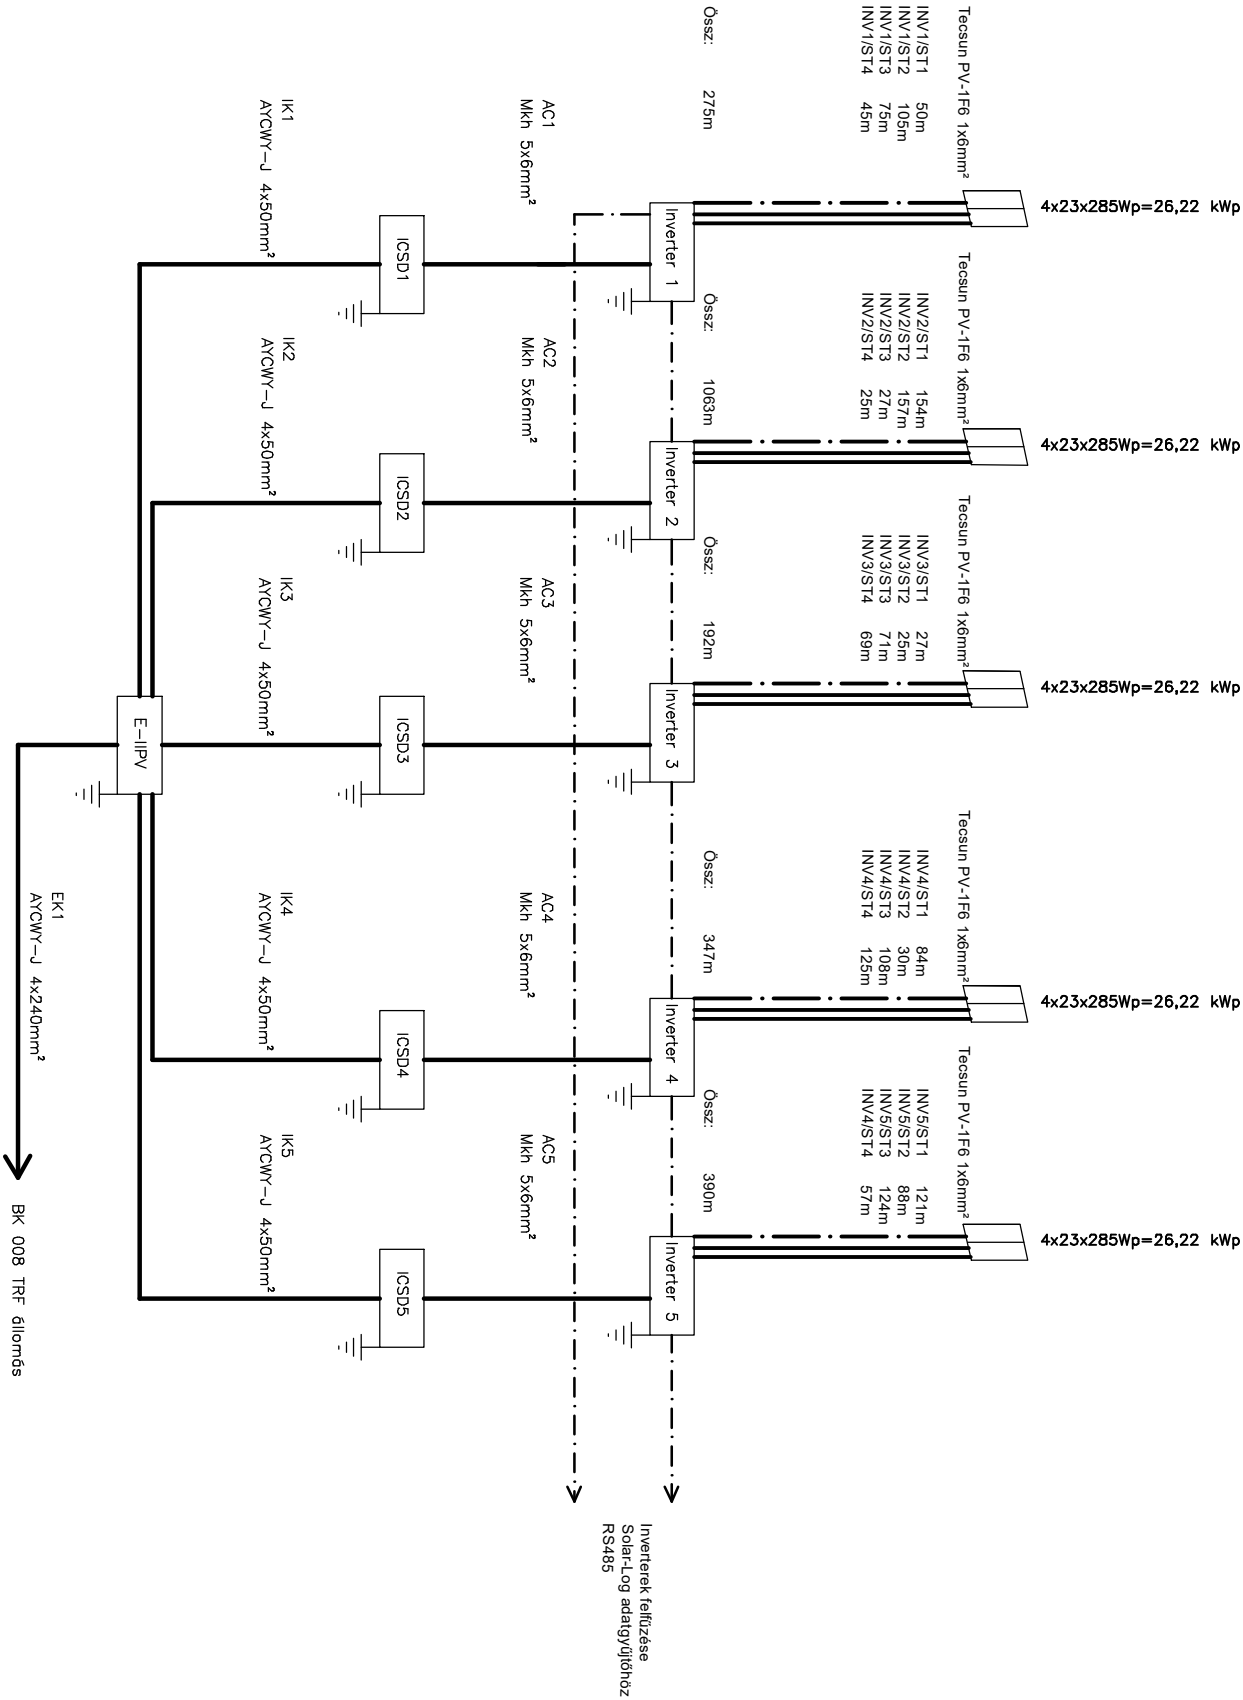 4x23x285Wp=26,22 kWp
4x23x285Wp=26,22 kWp
4x23x285Wp=26,22 kWp
4x23x285Wp=26,22 kWp
4x23x285Wp=26,22 kWp
Tecsun PV-1F6 1x6mm²
INV1/ST1 50m
INV1/ST2 105m
INV1/ST3 75m
INV1/ST4 45m
Össz: 275m
Tecsun PV-1F6 1x6mm²
INV2/ST1 154m
INV2/ST2 157m
INV2/ST3 27m
INV2/ST4 25m
Össz: 1063m
Tecsun PV-1F6 1x6mm²
INV3/ST1 27m
INV3/ST2 25m
INV3/ST3 71m
INV3/ST4 69m
Össz: 192m
Tecsun PV-1F6 1x6mm²
INV4/ST1 84m
INV4/ST2 30m
INV4/ST3 108m
INV4/ST4 125m
Össz: 347m
Tecsun PV-1F6 1x6mm²
INV5/ST1 121m
INV5/ST2 88m
INV5/ST3 124m
INV4/ST4 57m
Össz: 390m
Inverter 1
Inverter 2
Inverter 3
Inverter 4
Inverter 5
Inverterek felfűzése
Solar-Log adatgyűjtőhöz
RS485
AC1
Mkh 5x6mm²
AC2
Mkh 5x6mm²
AC3
Mkh 5x6mm²
AC4
Mkh 5x6mm²
AC5
Mkh 5x6mm²
ICSD1
ICSD2
ICSD3
ICSD4
ICSD5
IK1
AYCWY-J 4x50mm²
IK2
AYCWY-J 4x50mm²
IK3
AYCWY-J 4x50mm²
IK4
AYCWY-J 4x50mm²
IK5
AYCWY-J 4x50mm²
E-IIPV
EK1
AYCWY-J 4x240mm²
BK 008 TRF állomás